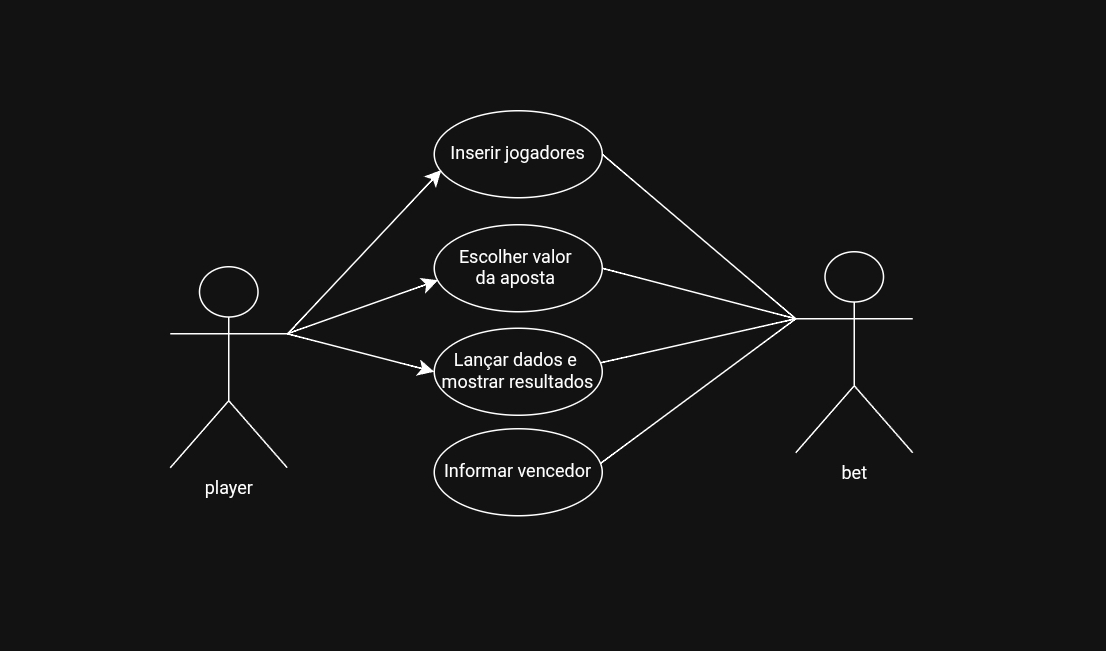 Inserir jogadores
Escolher valor
da aposta
Lançar dados e
mostrar resultados
Informar vencedor
player
bet